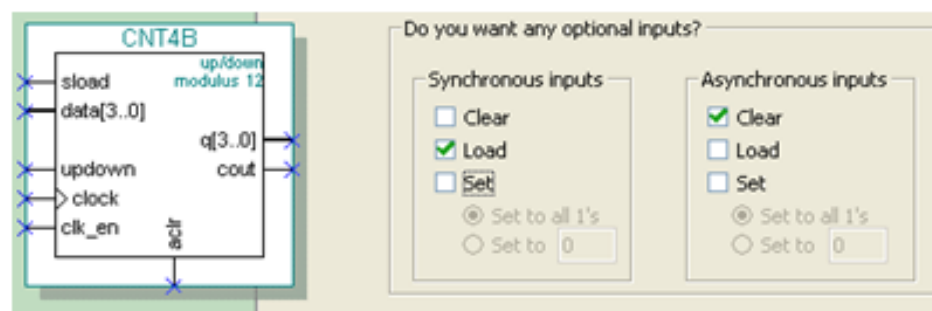 CNT4B
up/down
modulus 12
sload
data[3..0]
q[3..0]
updown
cout
clock
clk_en
aclr
Do you want any optional inputs?
Synchronous inputs
Clear
Load
Set
Set to all 1's
Set to 0
Asynchronous inputs
Clear
Load
Set
Set to all 1's
Set to 0